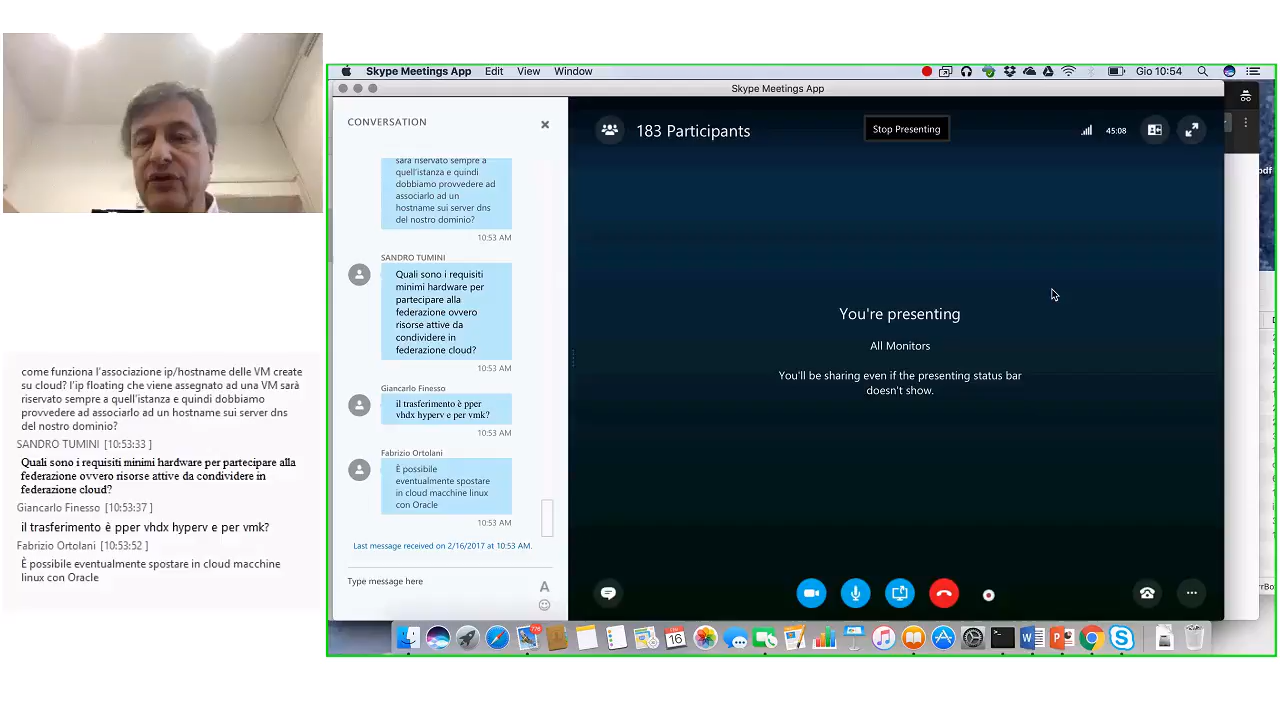 Skype Meetings App Edit View Window Gio 10:54
Skype Meetings App
CONVERSATION
sarà riservato sempre a
quell'istanza e quindi
dobbiamo provvedere ad
associarlo ad un
hostname sui server dns
del nostro dominio?
10:53 AM
SANDRO TUMINI
Quali sono i requisiti
minimi hardware per
partecipare alla
federazione ovvero
risorse attive da
condividere in
federazione cloud?
10:53 AM
Giancarlo Finesso
il trasferimento è pper
vhdx hyperv e per vmk?
10:53 AM
Fabrizio Ortolani
È possibile
eventualmente spostare
in cloud macchine linux
con Oracle
10:53 AM
Last message received on 2/16/2017 at 10:53 AM.
Type message here
A
183 Participants
Stop Presenting
45:08
You're presenting
All Monitors
You'll be sharing even if the presenting status bar
doesn't show.
come funziona l'associazione ip/hostname delle VM create
su cloud? l'ip floating che viene assegnato ad una VM sarà
riservato sempre a quell'istanza e quindi dobbiamo
provvedere ad associarlo ad un hostname sui server dns
del nostro dominio?
SANDRO TUMINI [10:53:33 ]
Quali sono i requisiti minimi hardware per partecipare alla
federazione ovvero risorse attive da condividere in
federazione cloud?
Giancarlo Finesso [10:53:37 ]
il trasferimento è pper vhdx hyperv e per vmk?
Fabrizio Ortolani [10:53:52 ]
È possibile eventualmente spostare in cloud macchine
linux con Oracle
16